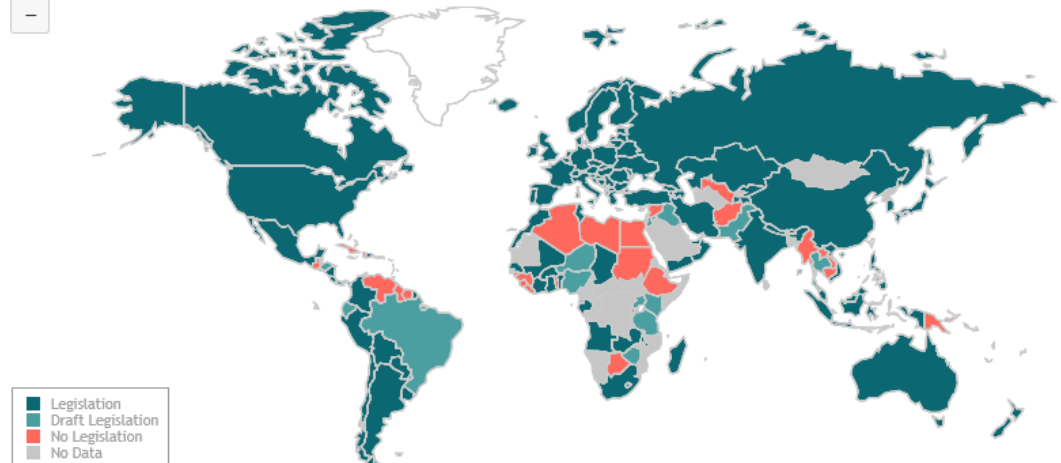 −
Legislation
Draft Legislation
No Legislation
No Data